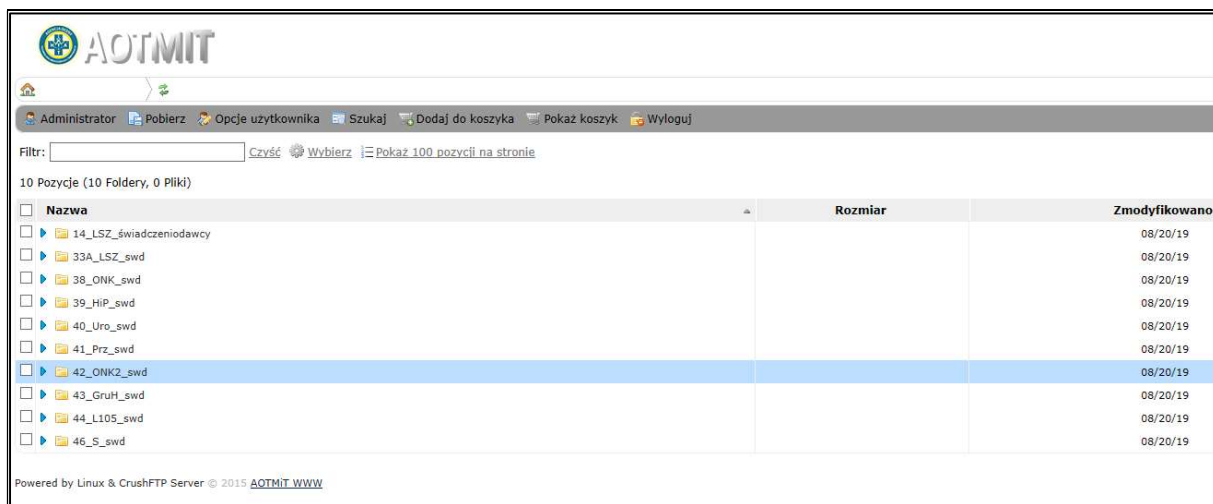 AOTMIT
Administrator Pobierz Opcje użytkownika Szukaj Dodaj do koszyka Pokaż koszyk Wyloguj
Filtr: Czyść Wybierz Pokaż 100 pozycji na stronie
10 Pozycje (10 Foldery, 0 Pliki)
Nazwa Rozmiar Zmodyfikowano
14_LSZ_świadczeniodawcy 08/20/19
33A_LSZ_swd 08/20/19
38_ONK_swd 08/20/19
39_HiP_swd 08/20/19
40_Uro_swd 08/20/19
41_Prz_swd 08/20/19
42_ONK2_swd 08/20/19
43_GruH_swd 08/20/19
44_L105_swd 08/20/19
46_S_swd 08/20/19
Powered by Linux & CrushFTP Server © 2015 AOTMiT WWW